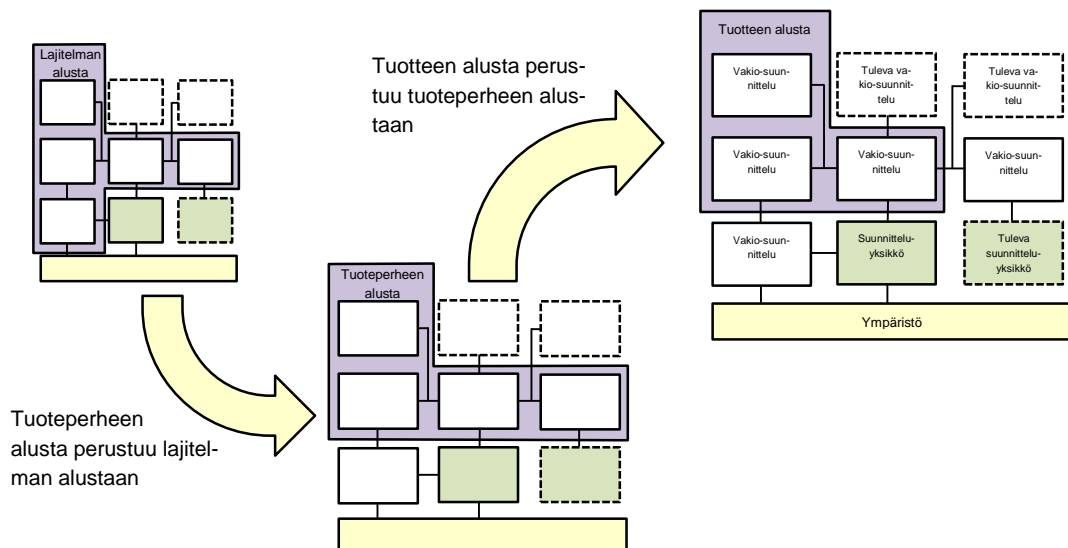 Lajitelman
alusta
Tuoteperheen
alusta perustuu lajitel-
man alustaan
Tuoteperheen
alusta
Tuotteen alusta perus-
tuu tuoteperheen alus-
taan
Tuotteen alusta
Vakio-suun-
nittelu
Tuleva va-
kio-suunnit-
telu
Tuleva va-
kio-suunnit-
telu
Vakio-suun-
nittelu
Vakio-suun-
nittelu
Vakio-suun-
nittelu
Vakio-suun-
nittelu
Suunnittelu-
yksikkö
Tuleva
suunnittelu-
yksikkö
Ympäristö